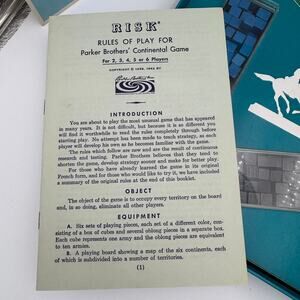 RISK
RULES OF PLAY FOR
Parker Brothers' Continental Game
For 2, 3, 4, 5 or 6 Players
COPYRIGHT © 1959, 1963 BY
Parker Brothers Inc
INTRODUCTION
You are about to play the most unusual game that has appeared
in many years. It is not difficult, but because it is so different you
will find it worthwhile to read the rules completely through before
starting play. No attempt has been made to teach strategy, as each
player will develop his own as he becomes familiar with the game.
The rules which follow are new and are the result of continuous
research and testing. Parker Brothers believes that they tend to
shorten the game, develop strategy sooner and make for better play.
For those who have already learned the game in its original
French form, and for those who would like to try it, we have included
a summary of the original rules at the end of this booklet.
OBJECT
The object of the game is to occupy every territory on the board
and, in so doing, eliminate all other players.
EQUIPMENT
A. Six sets of playing pieces, each set of a different color, con-
sisting of a box of cubes and several oblong pieces in a separate box.
Each cube represents one army and the oblong pieces are equivalent
to ten armies.
B. A playing board showing a map of the six continents, each
of which is subdivided into a number of territories.
(1)